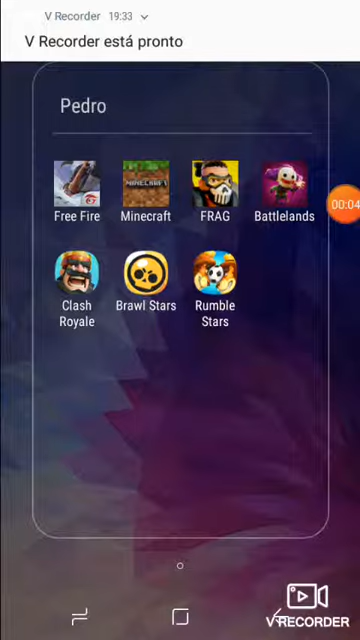 V Recorder 19:33
V Recorder está pronto
Pedro
Free Fire Minecraft FRAG Battlelands
00:04
Clash Royale Brawl Stars Rumble Stars
V RECORDER